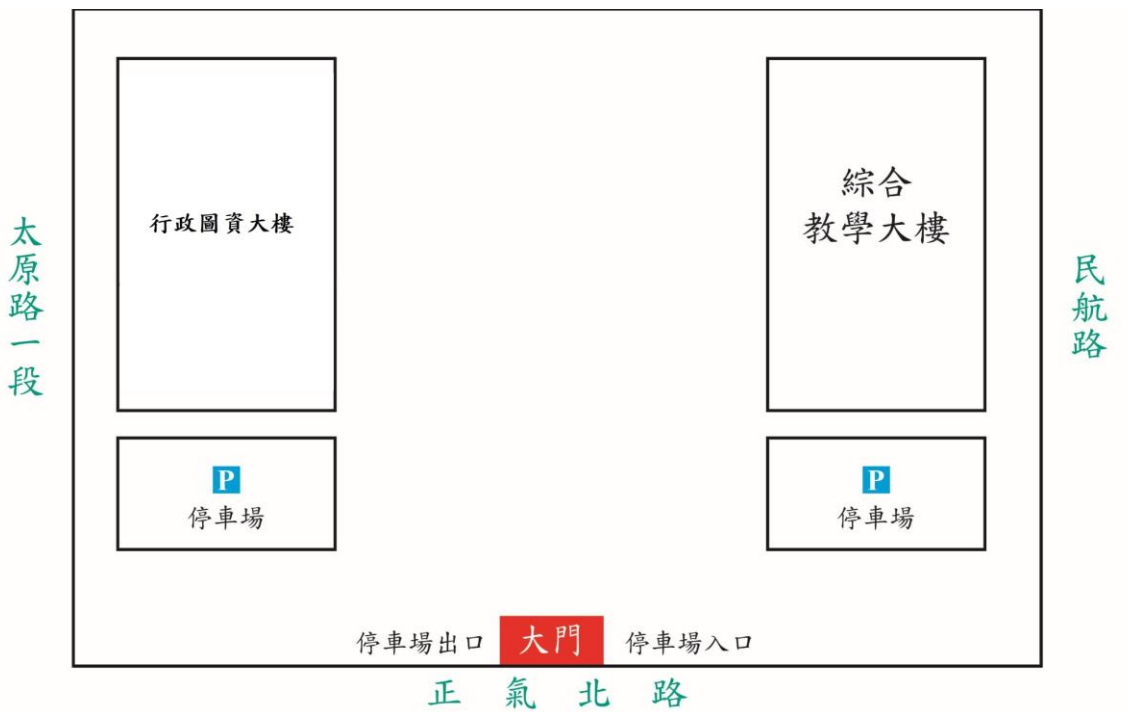 行政圖資大樓
綜合
教學大樓
太原路一段
民航路
P
停車場
P
停車場
停車場出口
大門
停車場入口
正氣北路